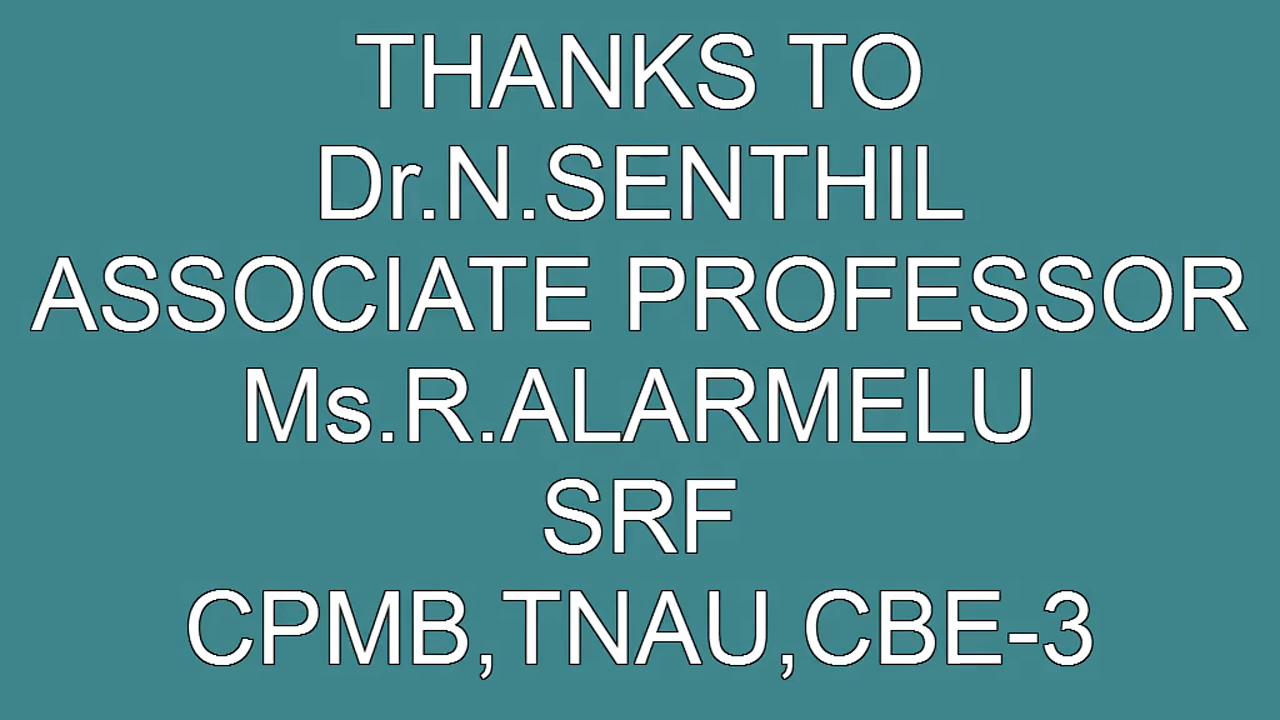 THANKS TO
Dr.N.SENTHIL
ASSOCIATE PROFESSOR
Ms.R.ALARMELU
SRF
CPMB,TNAU,CBE-3